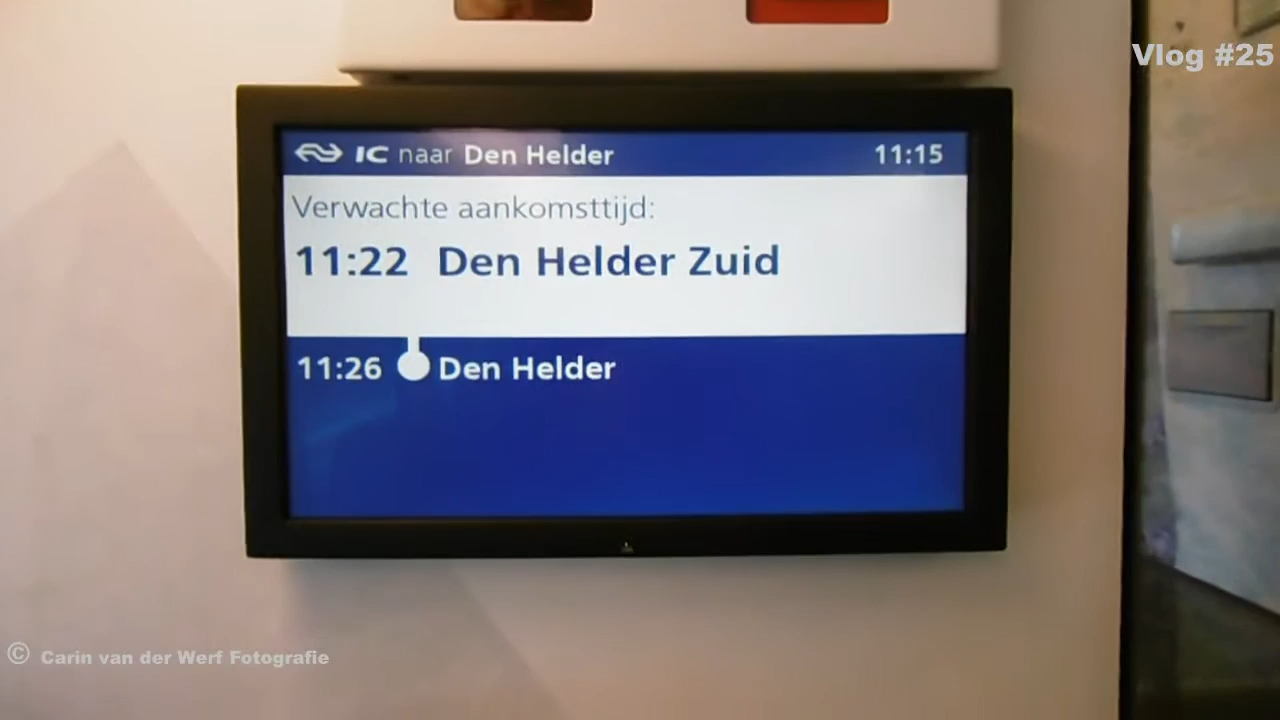 Vlog #25
IC naar Den Helder 11:15
Verwachte aankomsttijd:
11:22 Den Helder Zuid
11:26 Den Helder
© Carin van der Werf Fotografie